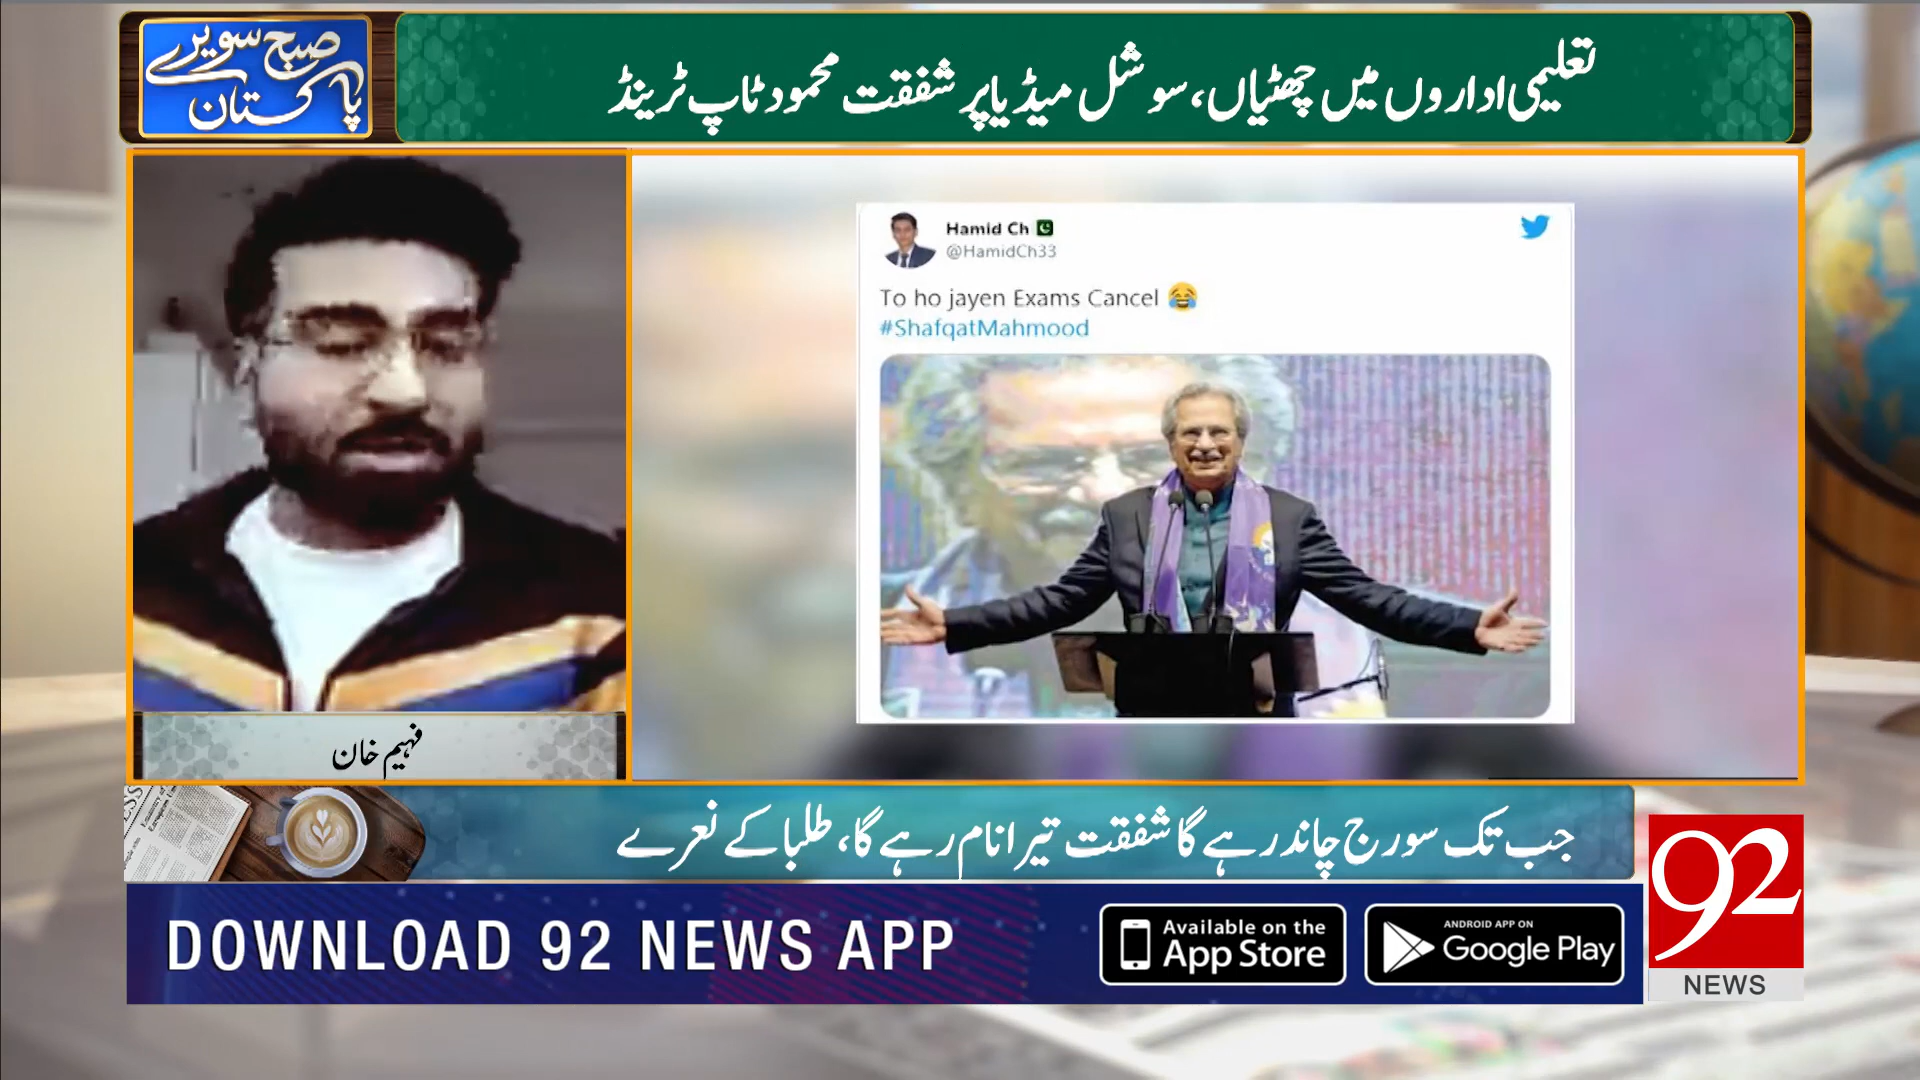 صبح سویرے پاکستان
تعلیمی اداروں میں چھٹیاں، سوشل میڈیا پر شفقت محمود ٹاپ ٹرینڈ
Hamid Ch
@HamidCh33
To ho jayen Exams Cancel 😂
#ShafqatMahmood
فہیم خان
جب تک سورج چاند رہے گا شفقت تیرا نام رہے گا، طلبا کے نعرے
DOWNLOAD 92 NEWS APP
Available on the
App Store
ANDROID APP ON
Google Play
92
NEWS